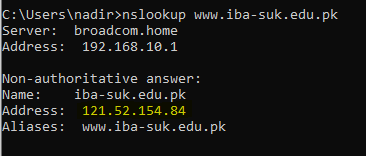 C:\Users\nadir>nslookup www.iba-suk.edu.pk
Server:  broadcom.home
Address:  192.168.10.1

Non-authoritative answer:
Name:    iba-suk.edu.pk
Address:  121.52.154.84
Aliases:  www.iba-suk.edu.pk